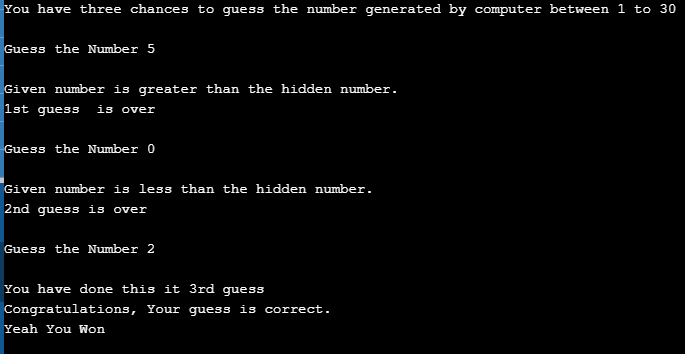 You have three chances to guess the number generated by computer between 1 to 30
Guess the Number 5
Given number is greater than the hidden number.
1st guess  is over
Guess the Number 0
Given number is less than the hidden number.
2nd guess is over
Guess the Number 2
You have done this it 3rd guess
Congratulations, Your guess is correct.
Yeah You Won